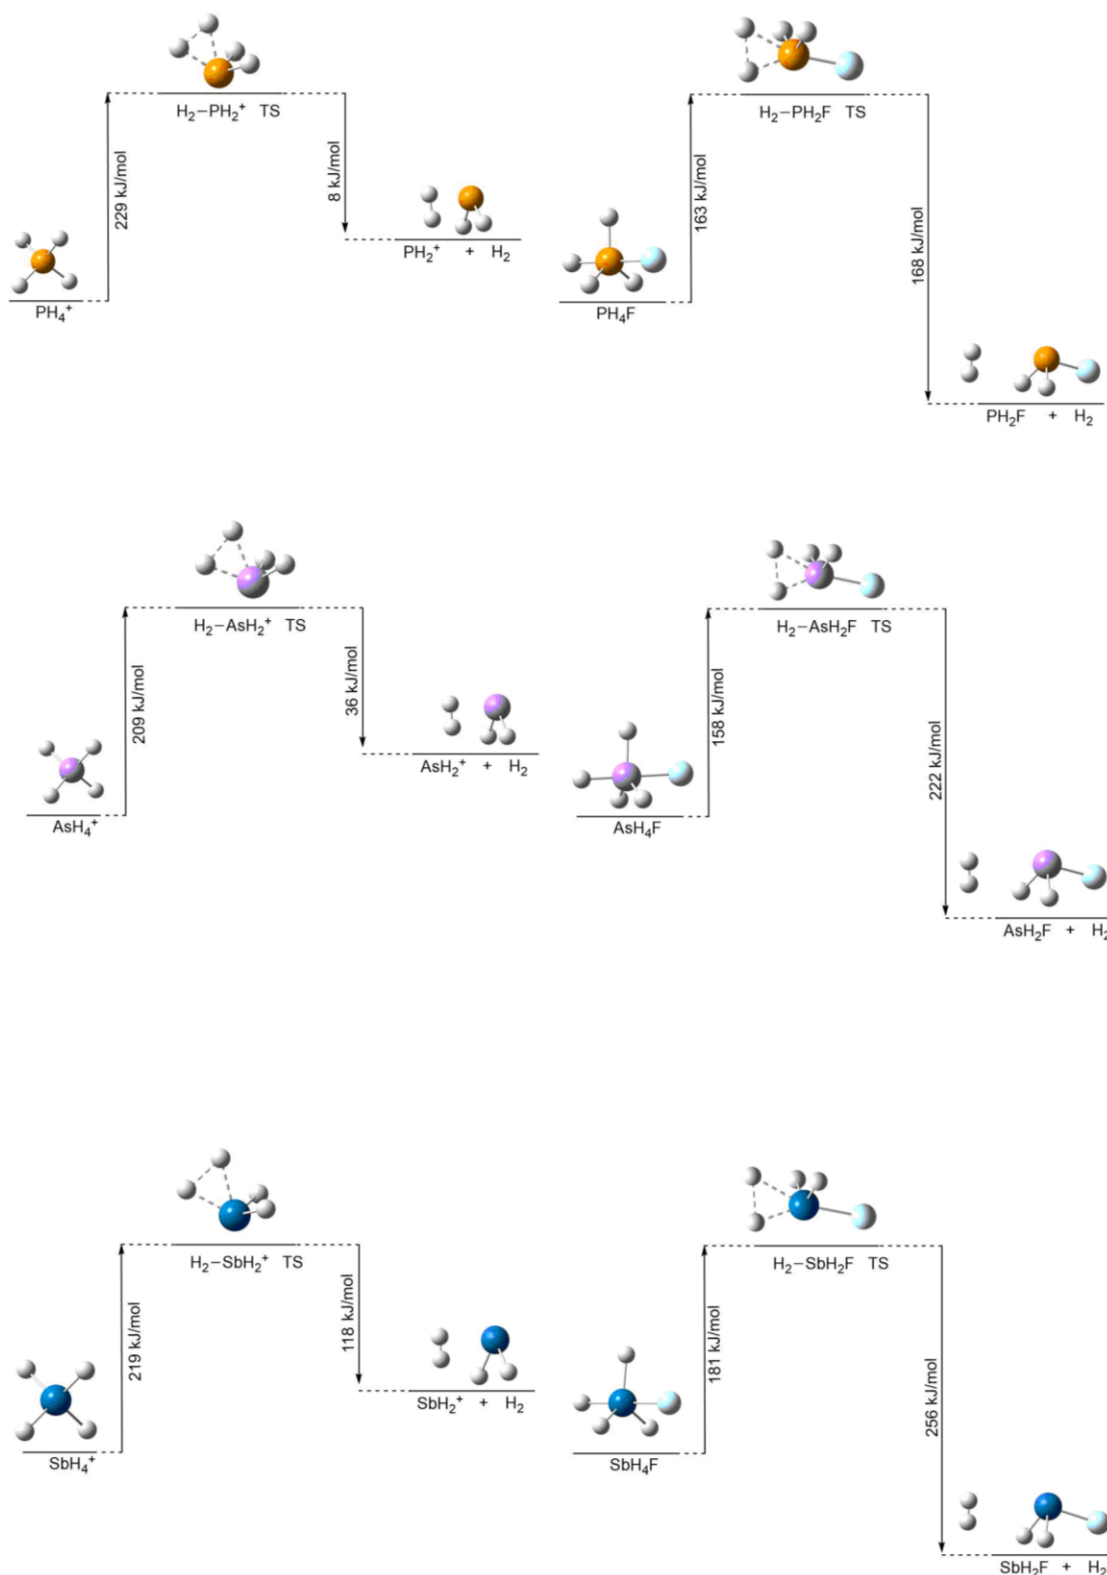 H₂–PH₂⁺ TS
229 kJ/mol
8 kJ/mol
PH₄⁺
PH₂⁺ + H₂
H₂–PH₂F TS
163 kJ/mol
168 kJ/mol
PH₄F
PH₂F + H₂
H₂–AsH₂⁺ TS
209 kJ/mol
36 kJ/mol
AsH₄⁺
AsH₂⁺ + H₂
H₂–AsH₂F TS
158 kJ/mol
222 kJ/mol
AsH₄F
AsH₂F + H₂
H₂–SbH₂⁺ TS
219 kJ/mol
118 kJ/mol
SbH₄⁺
SbH₂⁺ + H₂
H₂–SbH₂F TS
181 kJ/mol
256 kJ/mol
SbH₄F
SbH₂F + H₂